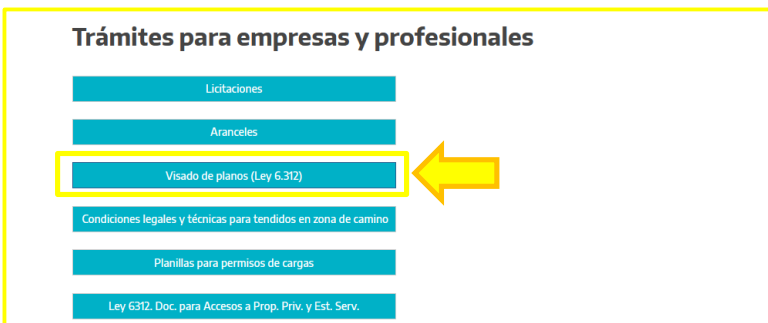 Trámites para empresas y profesionales
Licitaciones
Aranceles
Visado de planos (Ley 6.312)
Condiciones legales y técnicas para tendidos en zona de camino
Planillas para permisos de cargas
Ley 6312. Doc. para Accesos a Prop. Priv. y Est. Serv.